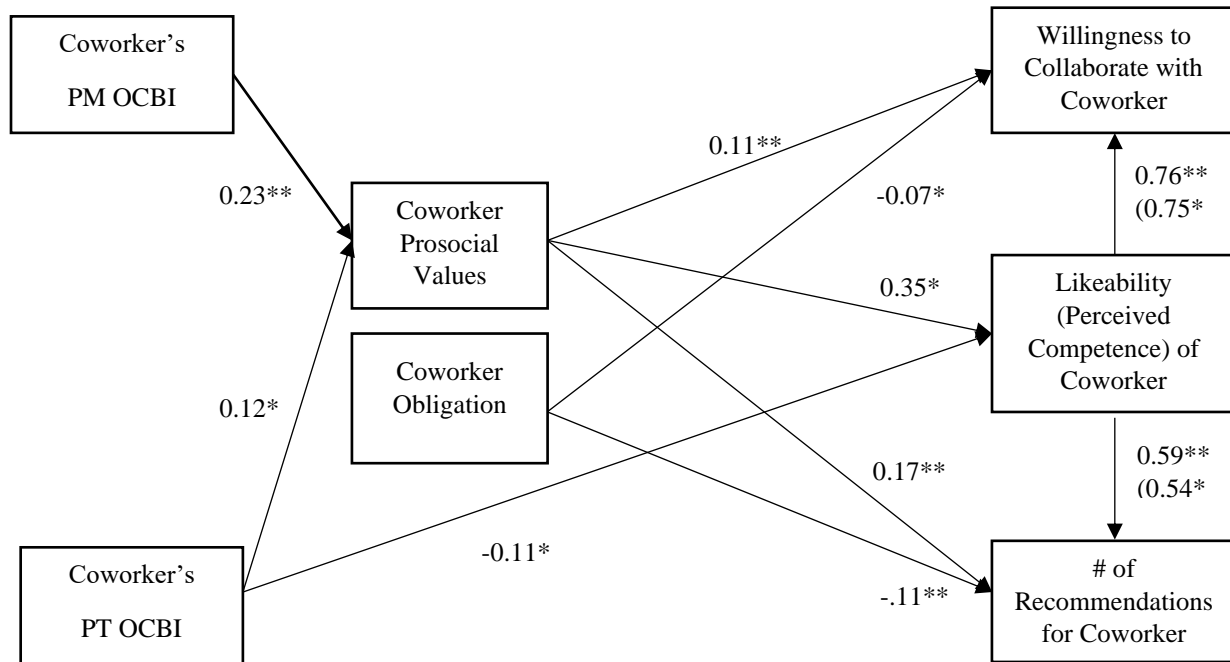 Coworker's
PM OCBI
Willingness to
Collaborate with
Coworker
0.11**
0.23**
-0.07*
0.76**
(0.75*
Coworker
Prosocial
Values
0.35*
Likeability
(Perceived
Competence) of
Coworker
Coworker
Obligation
0.12*
0.17**
0.59**
(0.54*
-0.11*
Coworker's
PT OCBI
-.11**
# of
Recommendations
for Coworker